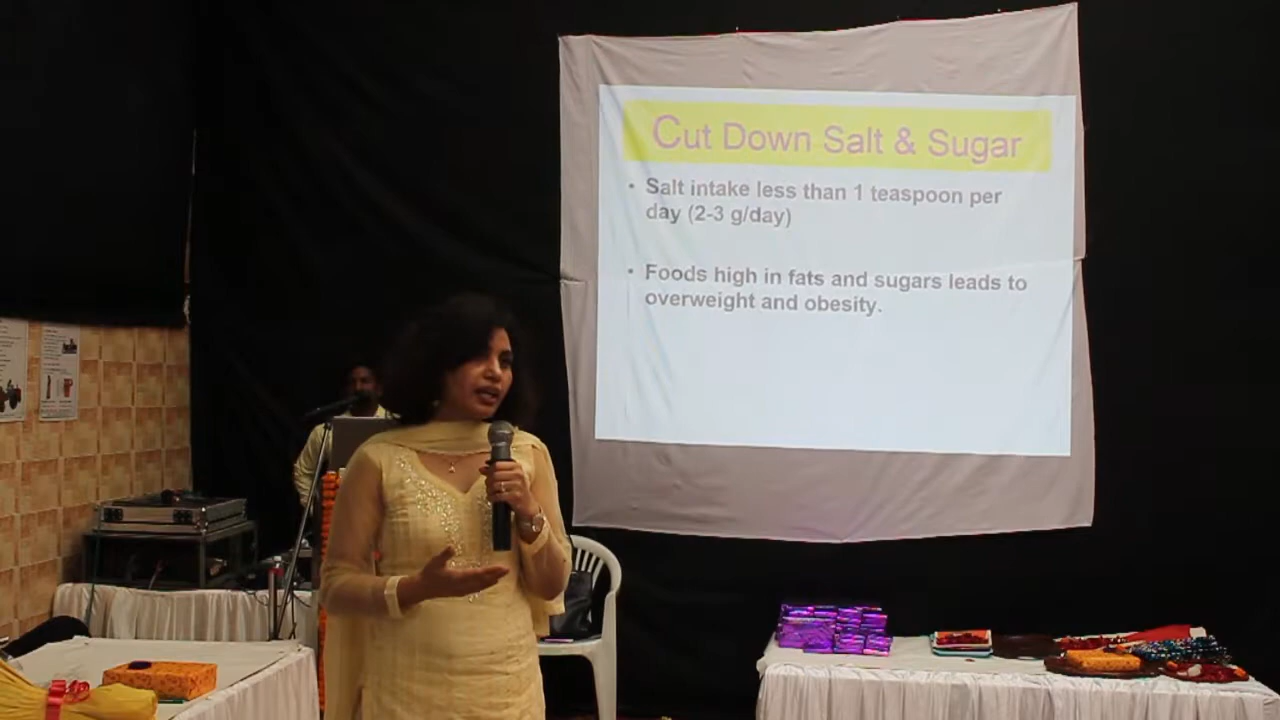 Cut Down Salt & Sugar
• Salt intake less than 1 teaspoon per
day (2-3 g/day)
• Foods high in fats and sugars leads to
overweight and obesity.